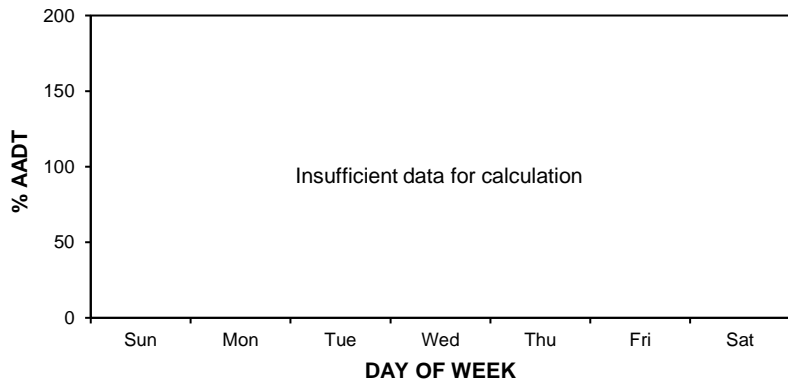 200
150
100
50
0
% AADT
Insufficient data for calculation
Sun Mon Tue Wed Thu Fri Sat
DAY OF WEEK